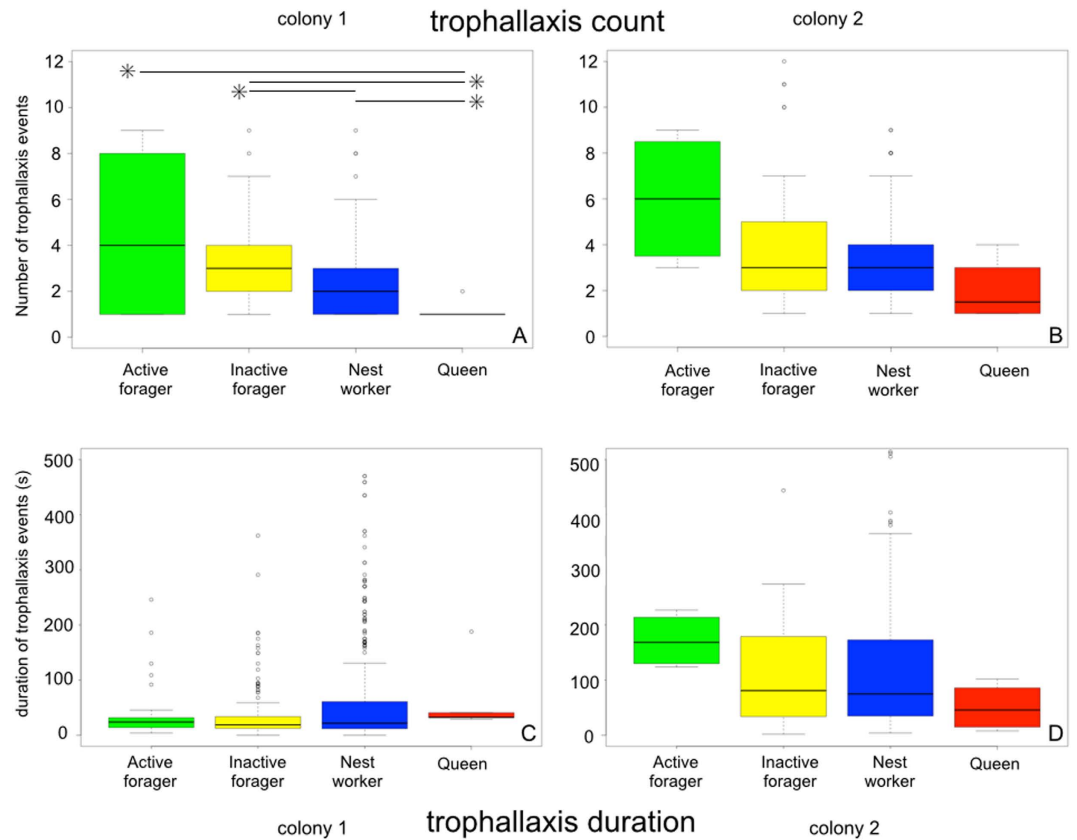 colony 1 trophallaxis count colony 2
Number of trophallaxis events
12
10
8
6
4
2
0
* * * *
A
Active forager
Inactive forager
Nest worker
Queen
12
10
8
6
4
2
0
B
Active forager
Inactive forager
Nest worker
Queen
duration of trophallaxis events (s)
500
400
300
200
100
0
C
Active forager
Inactive forager
Nest worker
Queen
500
400
300
200
100
0
D
Active forager
Inactive forager
Nest worker
Queen
colony 1 trophallaxis duration colony 2